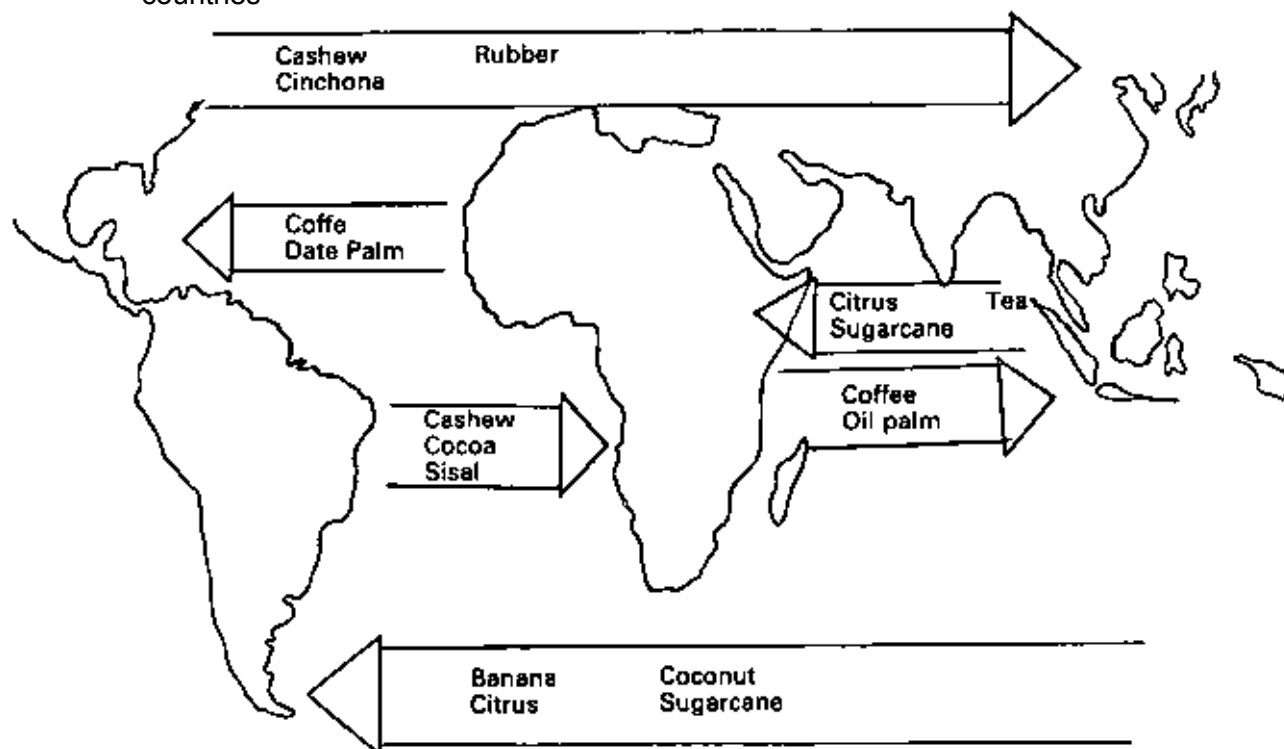 countries
Cashew Rubber
Cinchona
Coffe
Date Palm
Citrus Tea
Sugarcane
Coffee
Oil palm
Cashew
Cocoa
Sisal
Banana Coconut
Citrus Sugarcane